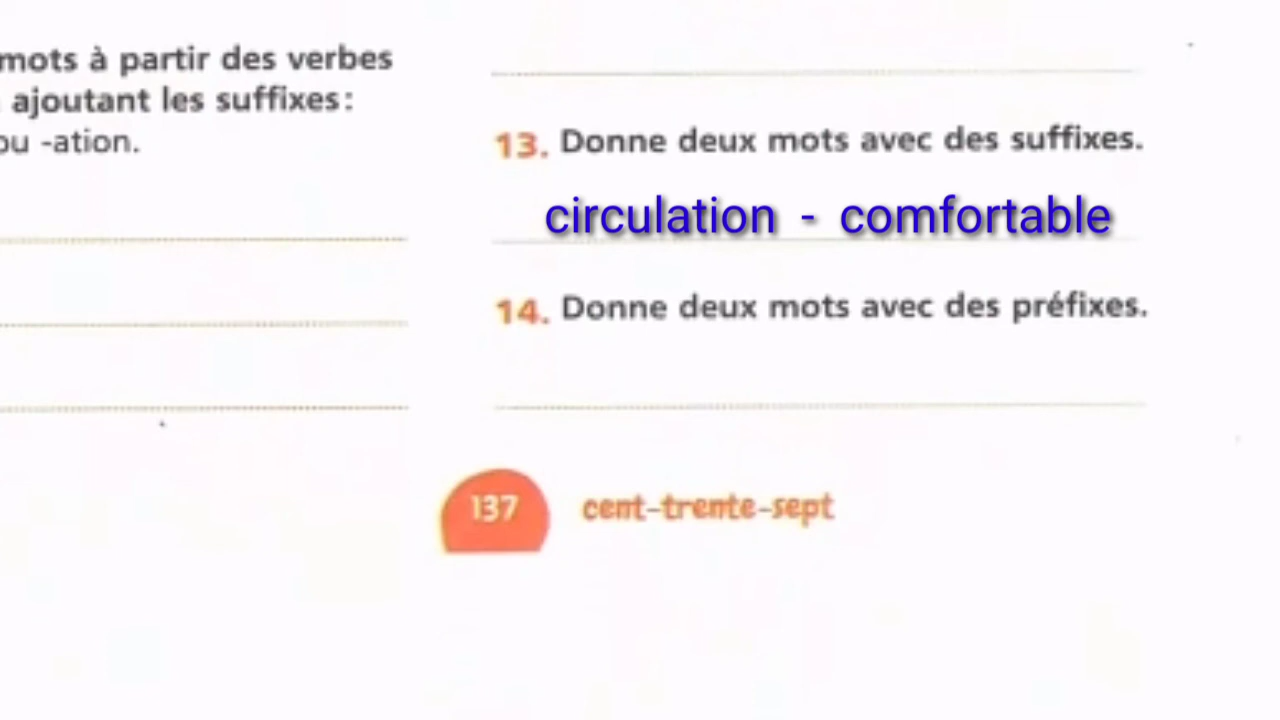 mots à partir des verbes
ajoutant les suffixes:
ou -ation.
13. Donne deux mots avec des suffixes.
circulation - comfortable
14. Donne deux mots avec des préfixes.
137 cent-trente-sept